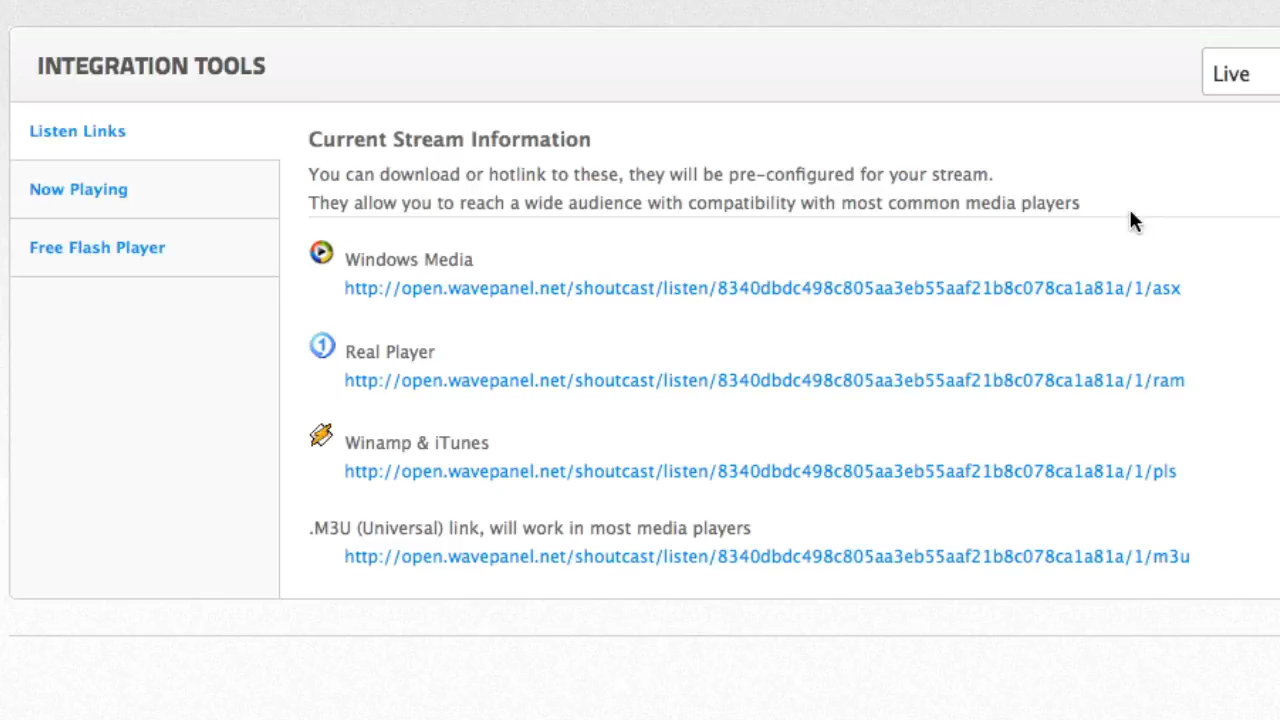 INTEGRATION TOOLS
Live
Listen Links
Now Playing
Free Flash Player
Current Stream Information
You can download or hotlink to these, they will be pre-configured for your stream.
They allow you to reach a wide audience with compatibility with most common media players
Windows Media
http://open.wavepanel.net/shoutcast/listen/8340dbdc498c805aa3eb55aaf21b8c078ca1a81a/1/asx
Real Player
http://open.wavepanel.net/shoutcast/listen/8340dbdc498c805aa3eb55aaf21b8c078ca1a81a/1/ram
Winamp & iTunes
http://open.wavepanel.net/shoutcast/listen/8340dbdc498c805aa3eb55aaf21b8c078ca1a81a/1/pls
.M3U (Universal) link, will work in most media players
http://open.wavepanel.net/shoutcast/listen/8340dbdc498c805aa3eb55aaf21b8c078ca1a81a/1/m3u